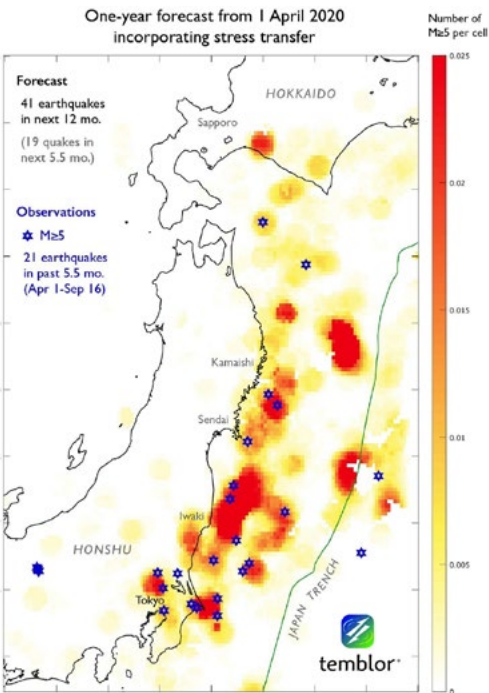 One-year forecast from 1 April 2020
incorporating stress transfer
Number of
M≥5 per cell
Forecast
41 earthquakes
in next 12 mo.
(19 quakes in
next 5.5 mo.)
Observations
M≥5
21 earthquakes
in past 5.5 mo.
(Apr 1-Sep 16)
HOKKAIDO
Sapporo
Kamaishi
Sendai
Iwaki
HONSHU
Tokyo
JAPAN TRENCH
temblor
0.025
0.02
0.015
0.01
0.005
0